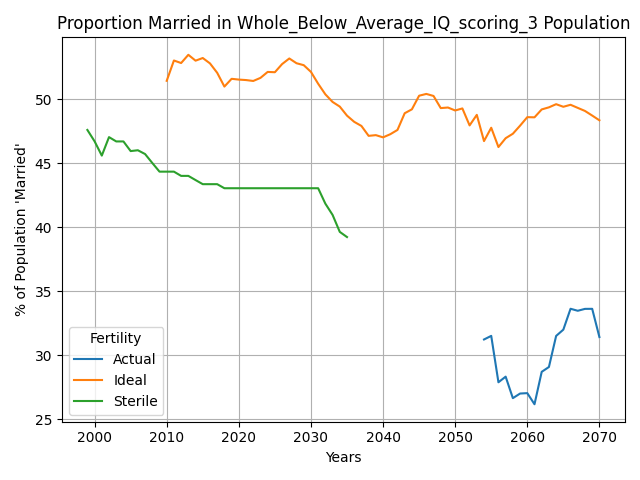 Proportion Married in Whole_Below_Average_IQ_scoring_3 Population
% of Population 'Married'
50
45
40
35
30
25
Fertility
Actual
Ideal
Sterile
2000 2010 2020 2030 2040 2050 2060 2070
Years